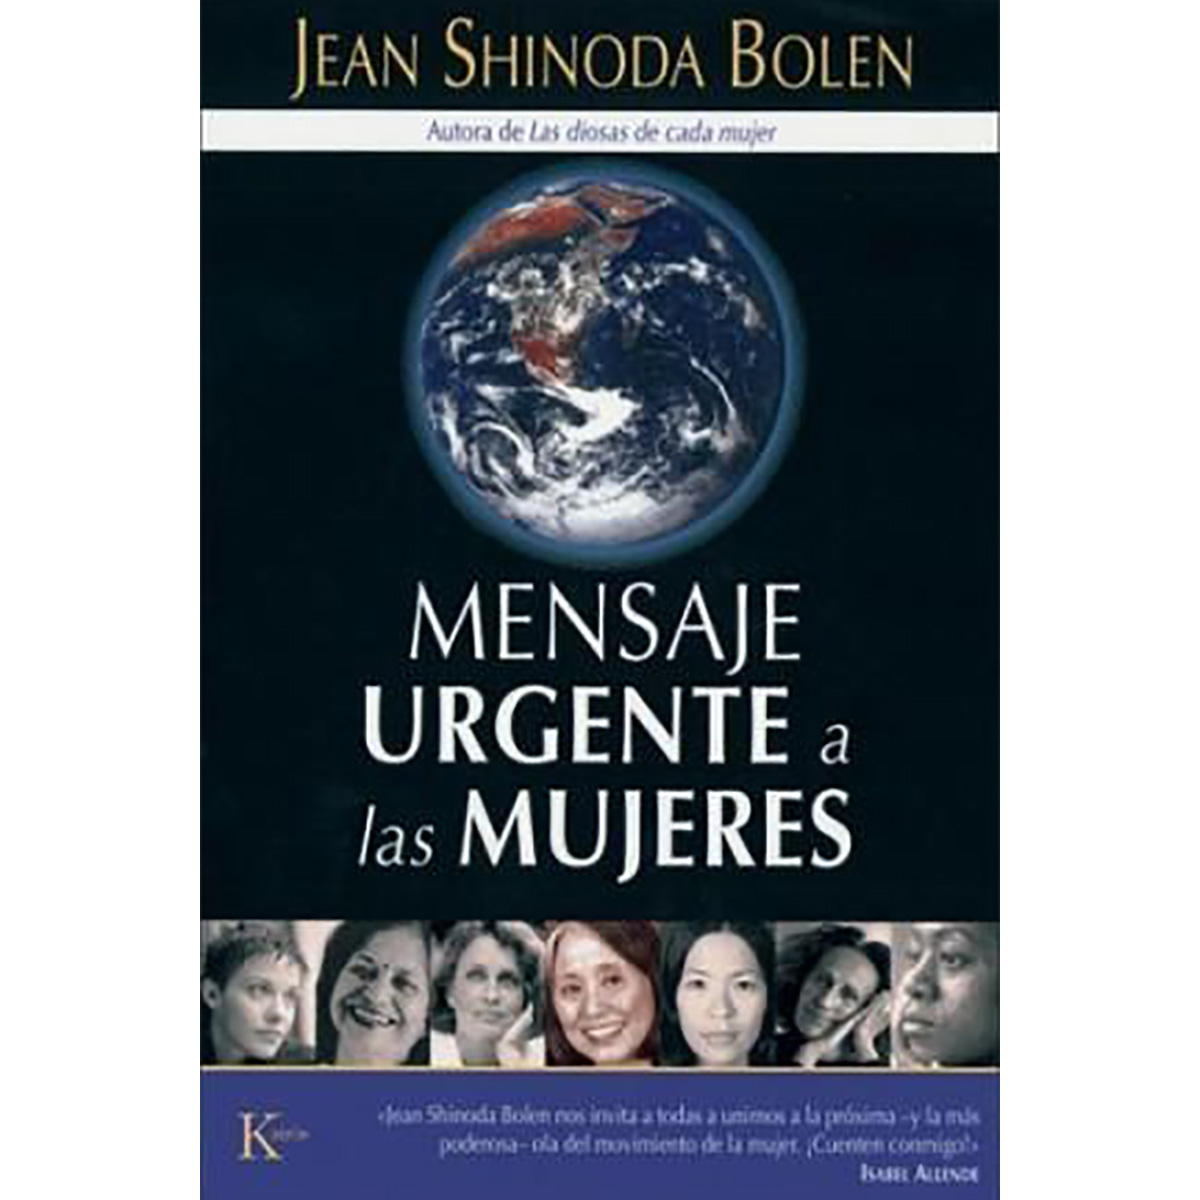 JEAN SHINODA BOLEN
Autora de Las diosas de cada mujer
MENSAJE
URGENTE a
las MUJERES
«Jean Shinoda Bolen nos invita a todas a unirnos a la próxima –y la más
poderosa– ola del movimiento de la mujer. ¡Cuenten conmigo!»
ISABEL ALLENDE